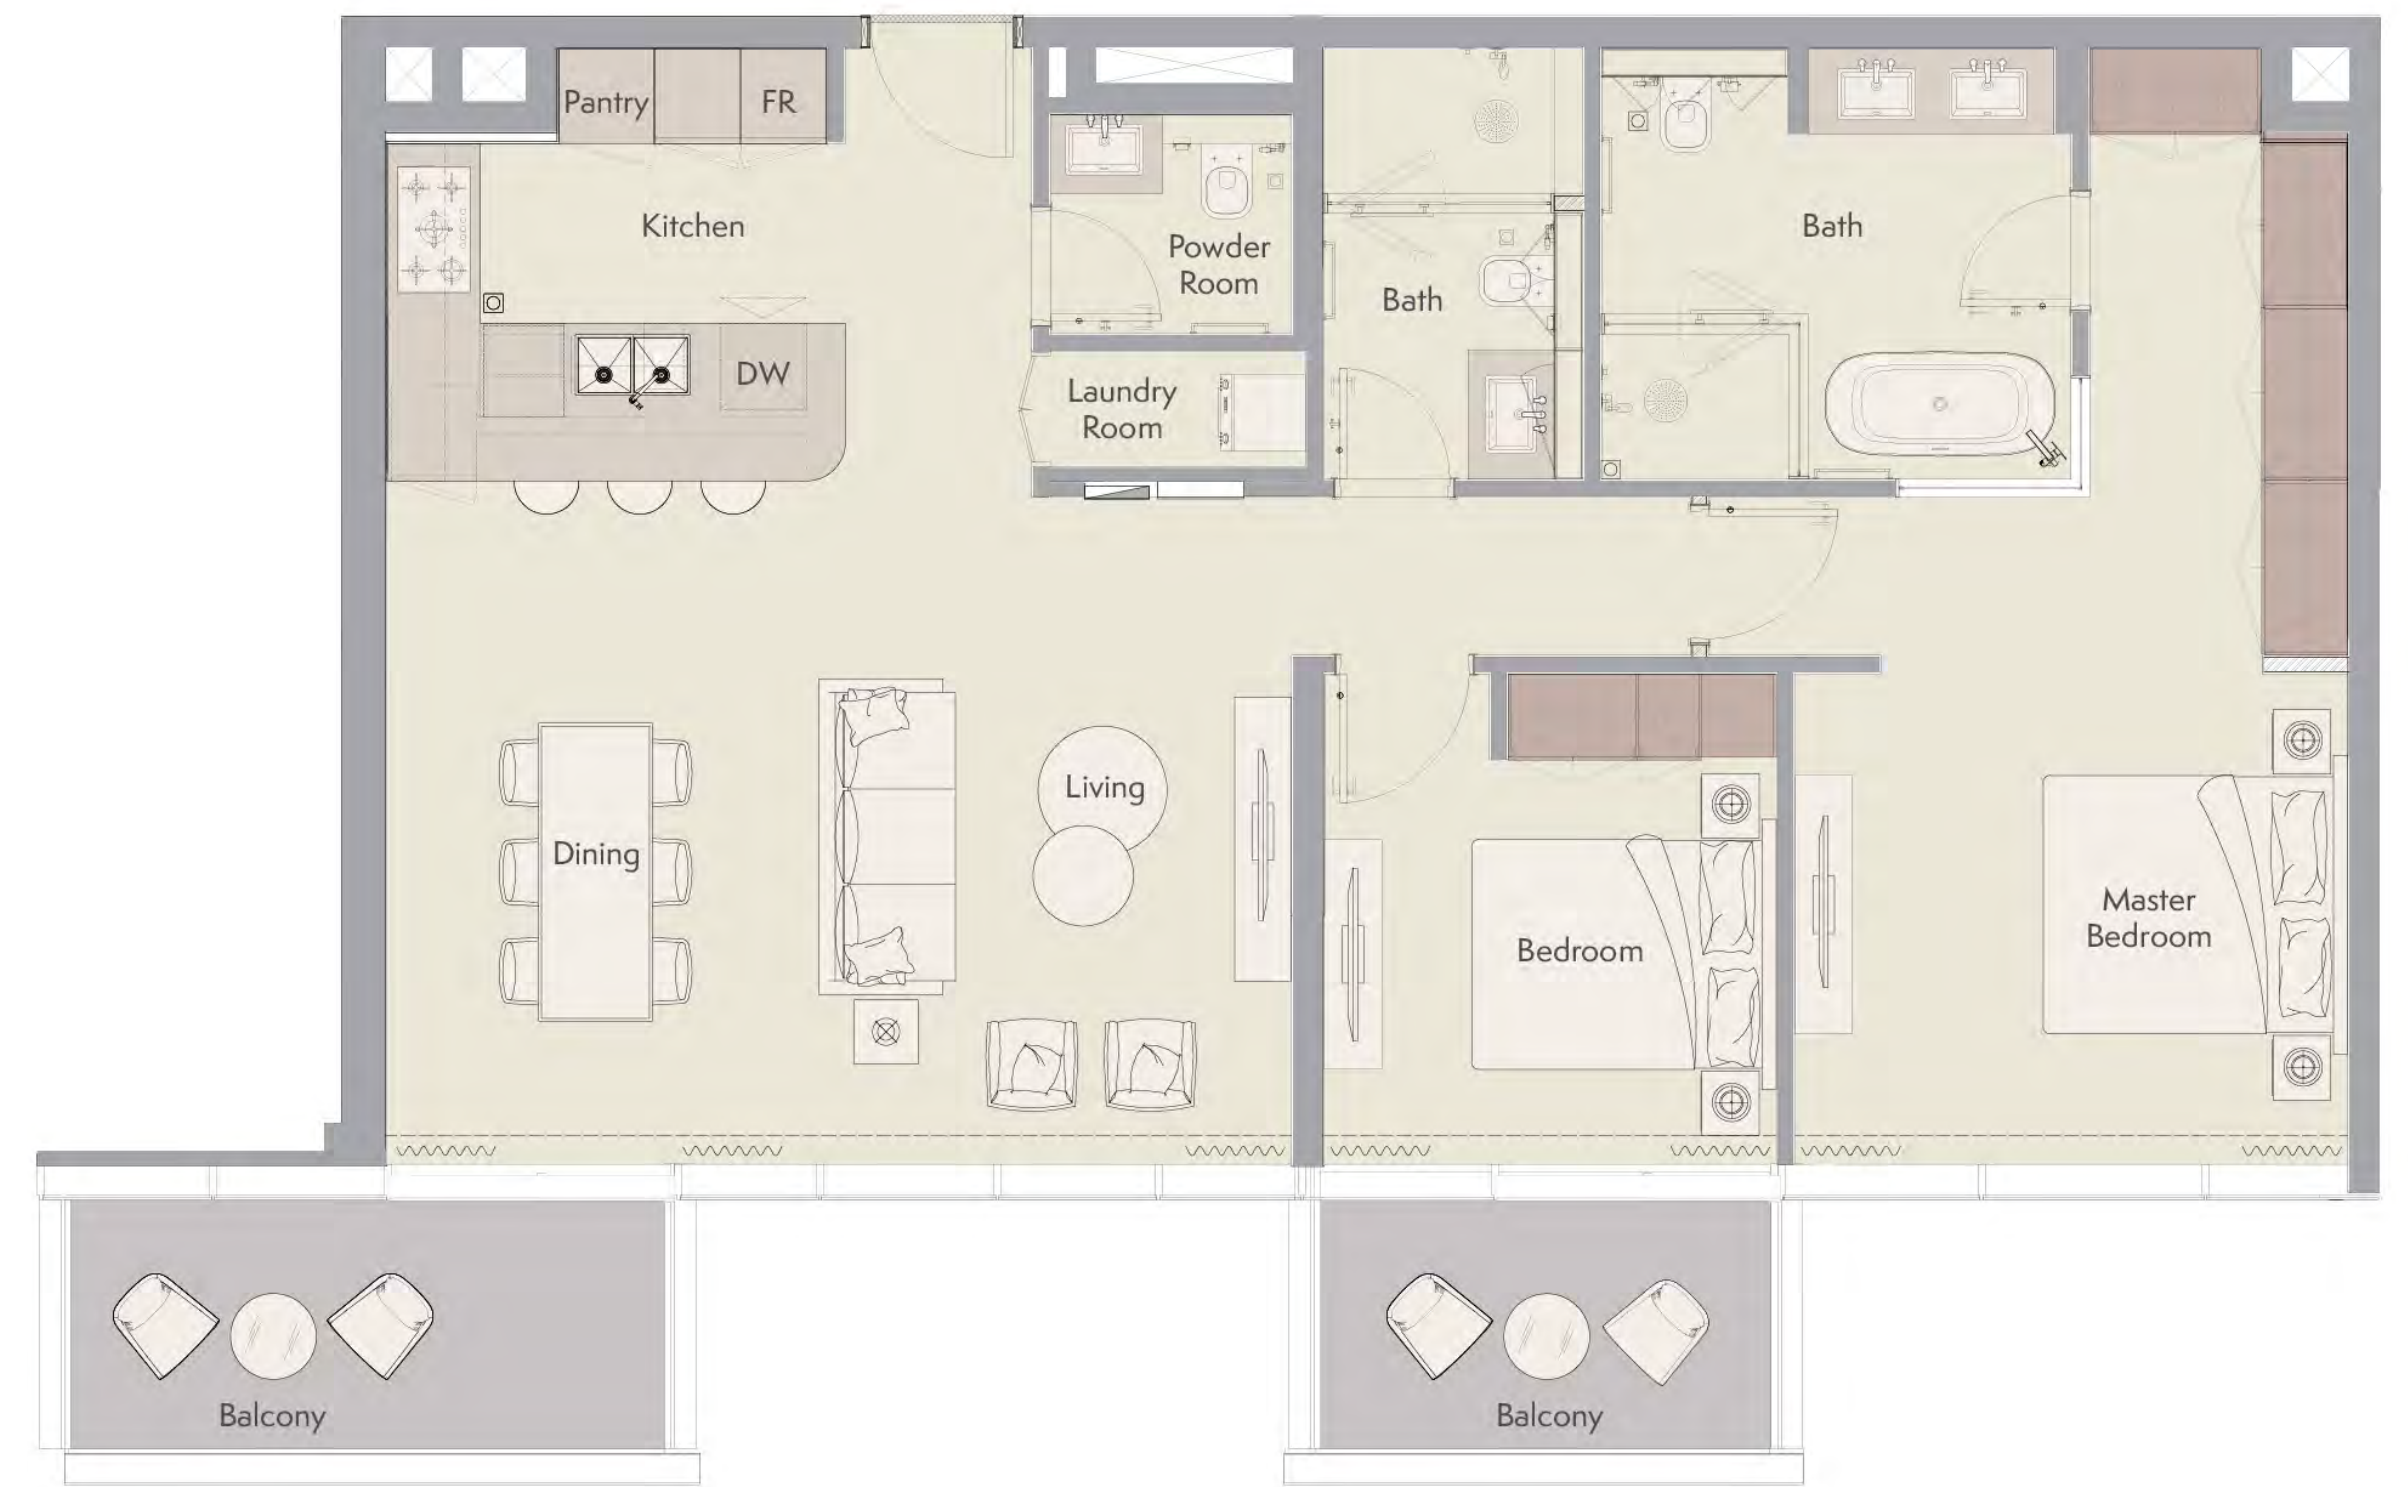 Pantry
FR
Kitchen
DW
Powder
Room
Laundry
Room
Bath
Bath
Living
Dining
Bedroom
Master
Bedroom
Balcony
Balcony